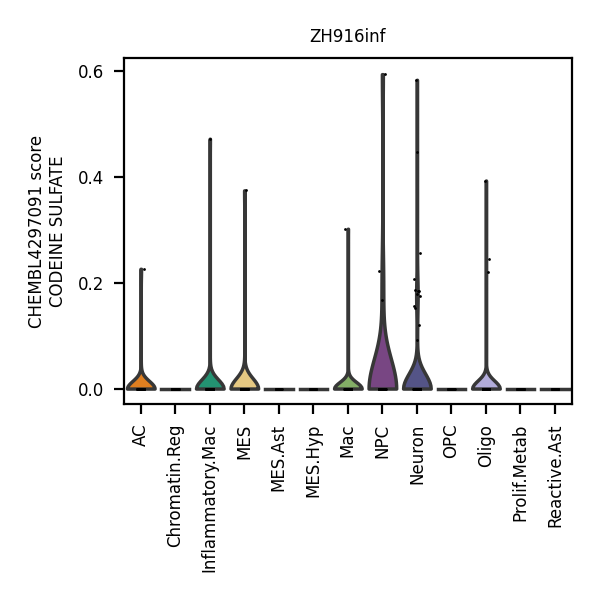 ZH916inf
CHEMBL4297091 score
CODEINE SULFATE
0.6
0.4
0.2
0.0
AC
Chromatin.Reg
Inflammatory.Mac
MES
MES.Ast
MES.Hyp
Mac
NPC
Neuron
OPC
Oligo
Prolif.Metab
Reactive.Ast